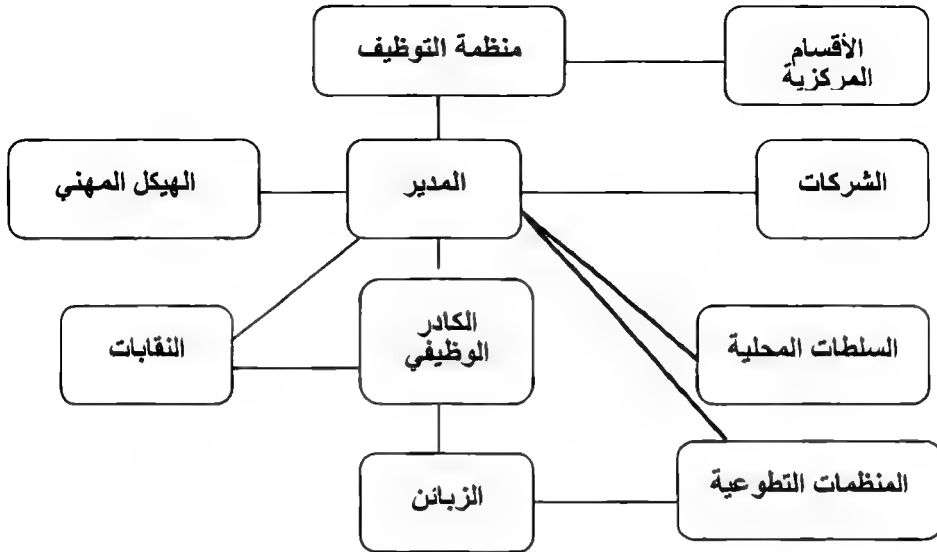 منظمة التوظيف
الأقسام
المركزية
الهيكل المهني
المدير
الشركات
النقابات
الكادر
الوظيفي
السلطات المحلية
الزبائن
المنظمات التطوعية